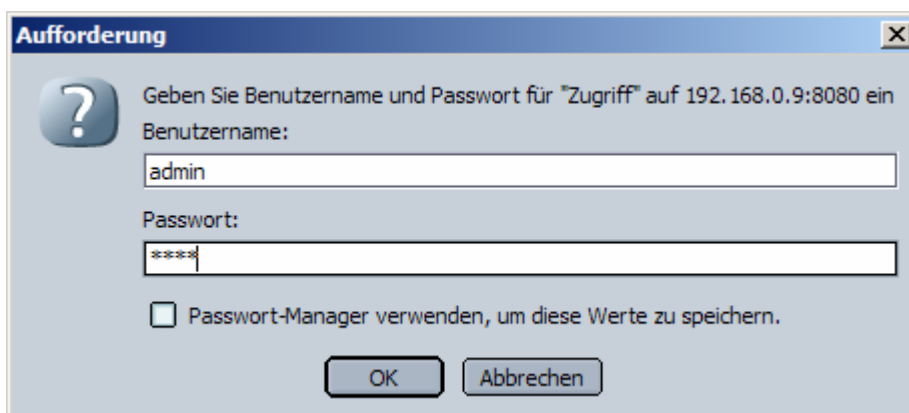 Aufforderung
Geben Sie Benutzername und Passwort für "Zugriff" auf 192.168.0.9:8080 ein
Benutzername:
admin
Passwort:
****
Passwort-Manager verwenden, um diese Werte zu speichern.
OK
Abbrechen